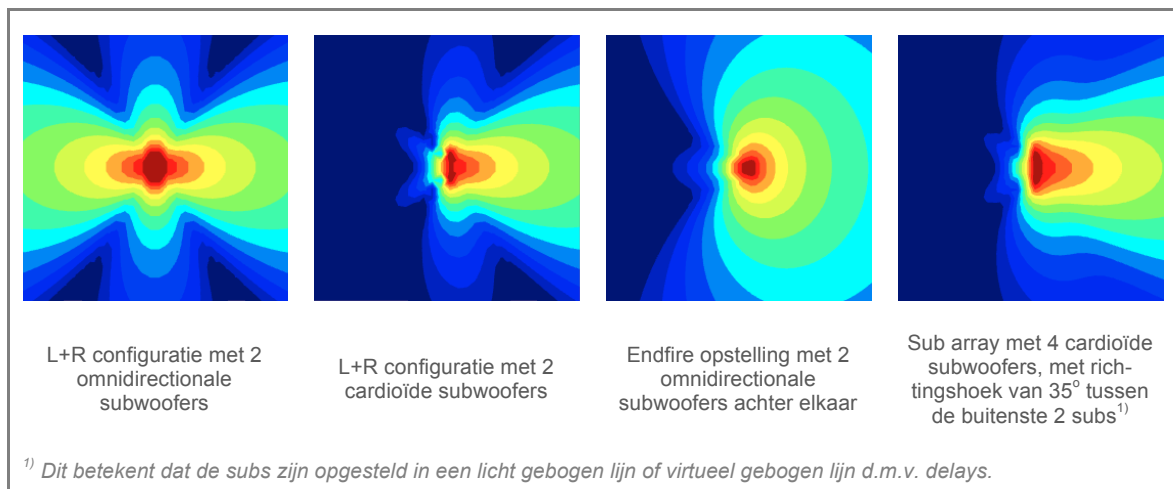 L+R configuratie met 2
omnidirectionale
subwoofers
L+R configuratie met 2
cardioïde subwoofers
Endfire opstelling met 2
omnidirectionale
subwoofers achter elkaar
Sub array met 4 cardioïde
subwoofers, met rich-
tingshoek van 35° tussen
de buitenste 2 subs¹⁾
¹⁾ Dit betekent dat de subs zijn opgesteld in een licht gebogen lijn of virtueel gebogen lijn d.m.v. delays.